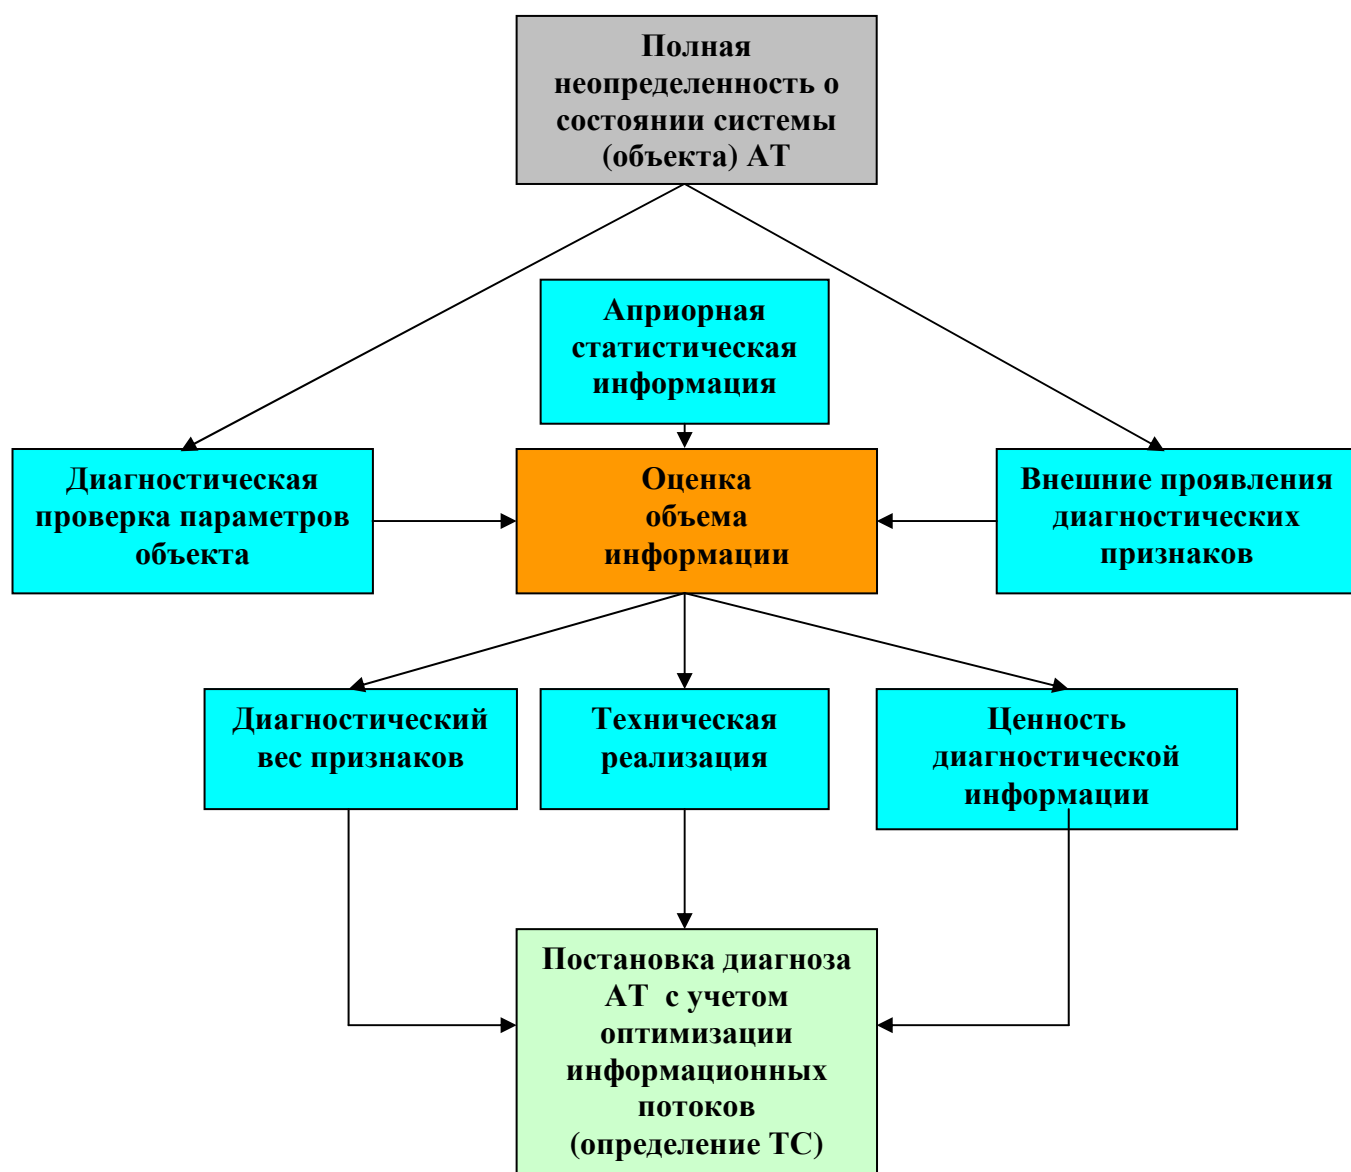 Полная
неопределенность о
состоянии системы
(объекта) АТ
Априорная
статистическая
информация
Диагностическая
проверка параметров
объекта
Оценка
объема
информации
Внешние проявления
диагностических
признаков
Диагностический
вес признаков
Техническая
реализация
Ценность
диагностической
информации
Постановка диагноза
АТ с учетом
оптимизации
информационных
потоков
(определение ТС)